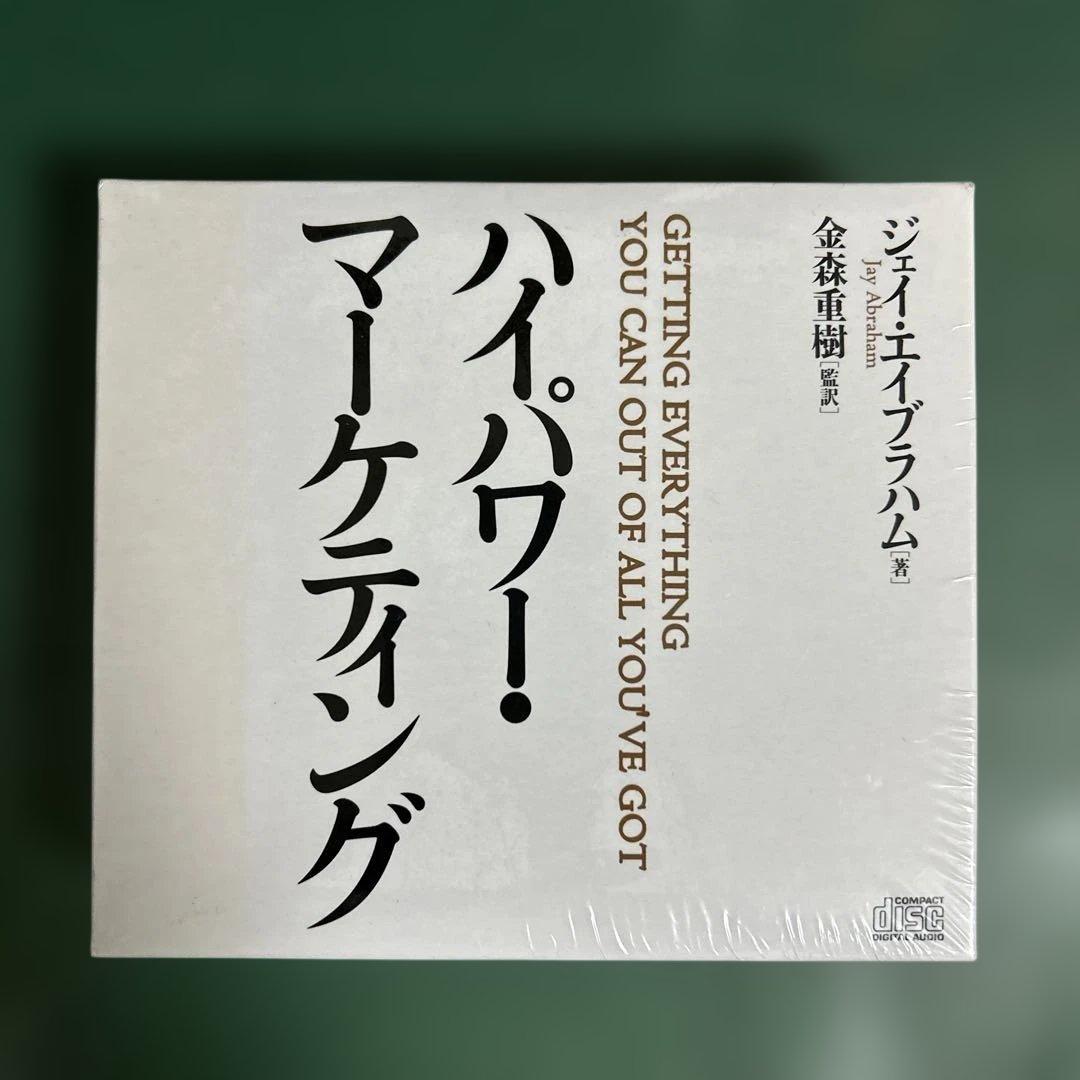 ジェイ・エイブラハム[著]
Jay Abraham
金森重樹[監訳]
GETTING EVERYTHING
YOU CAN OUT OF ALL YOU'VE GOT
ハイパワー・
マーケティング
COMPACT
disc
DIGITAL AUDIO